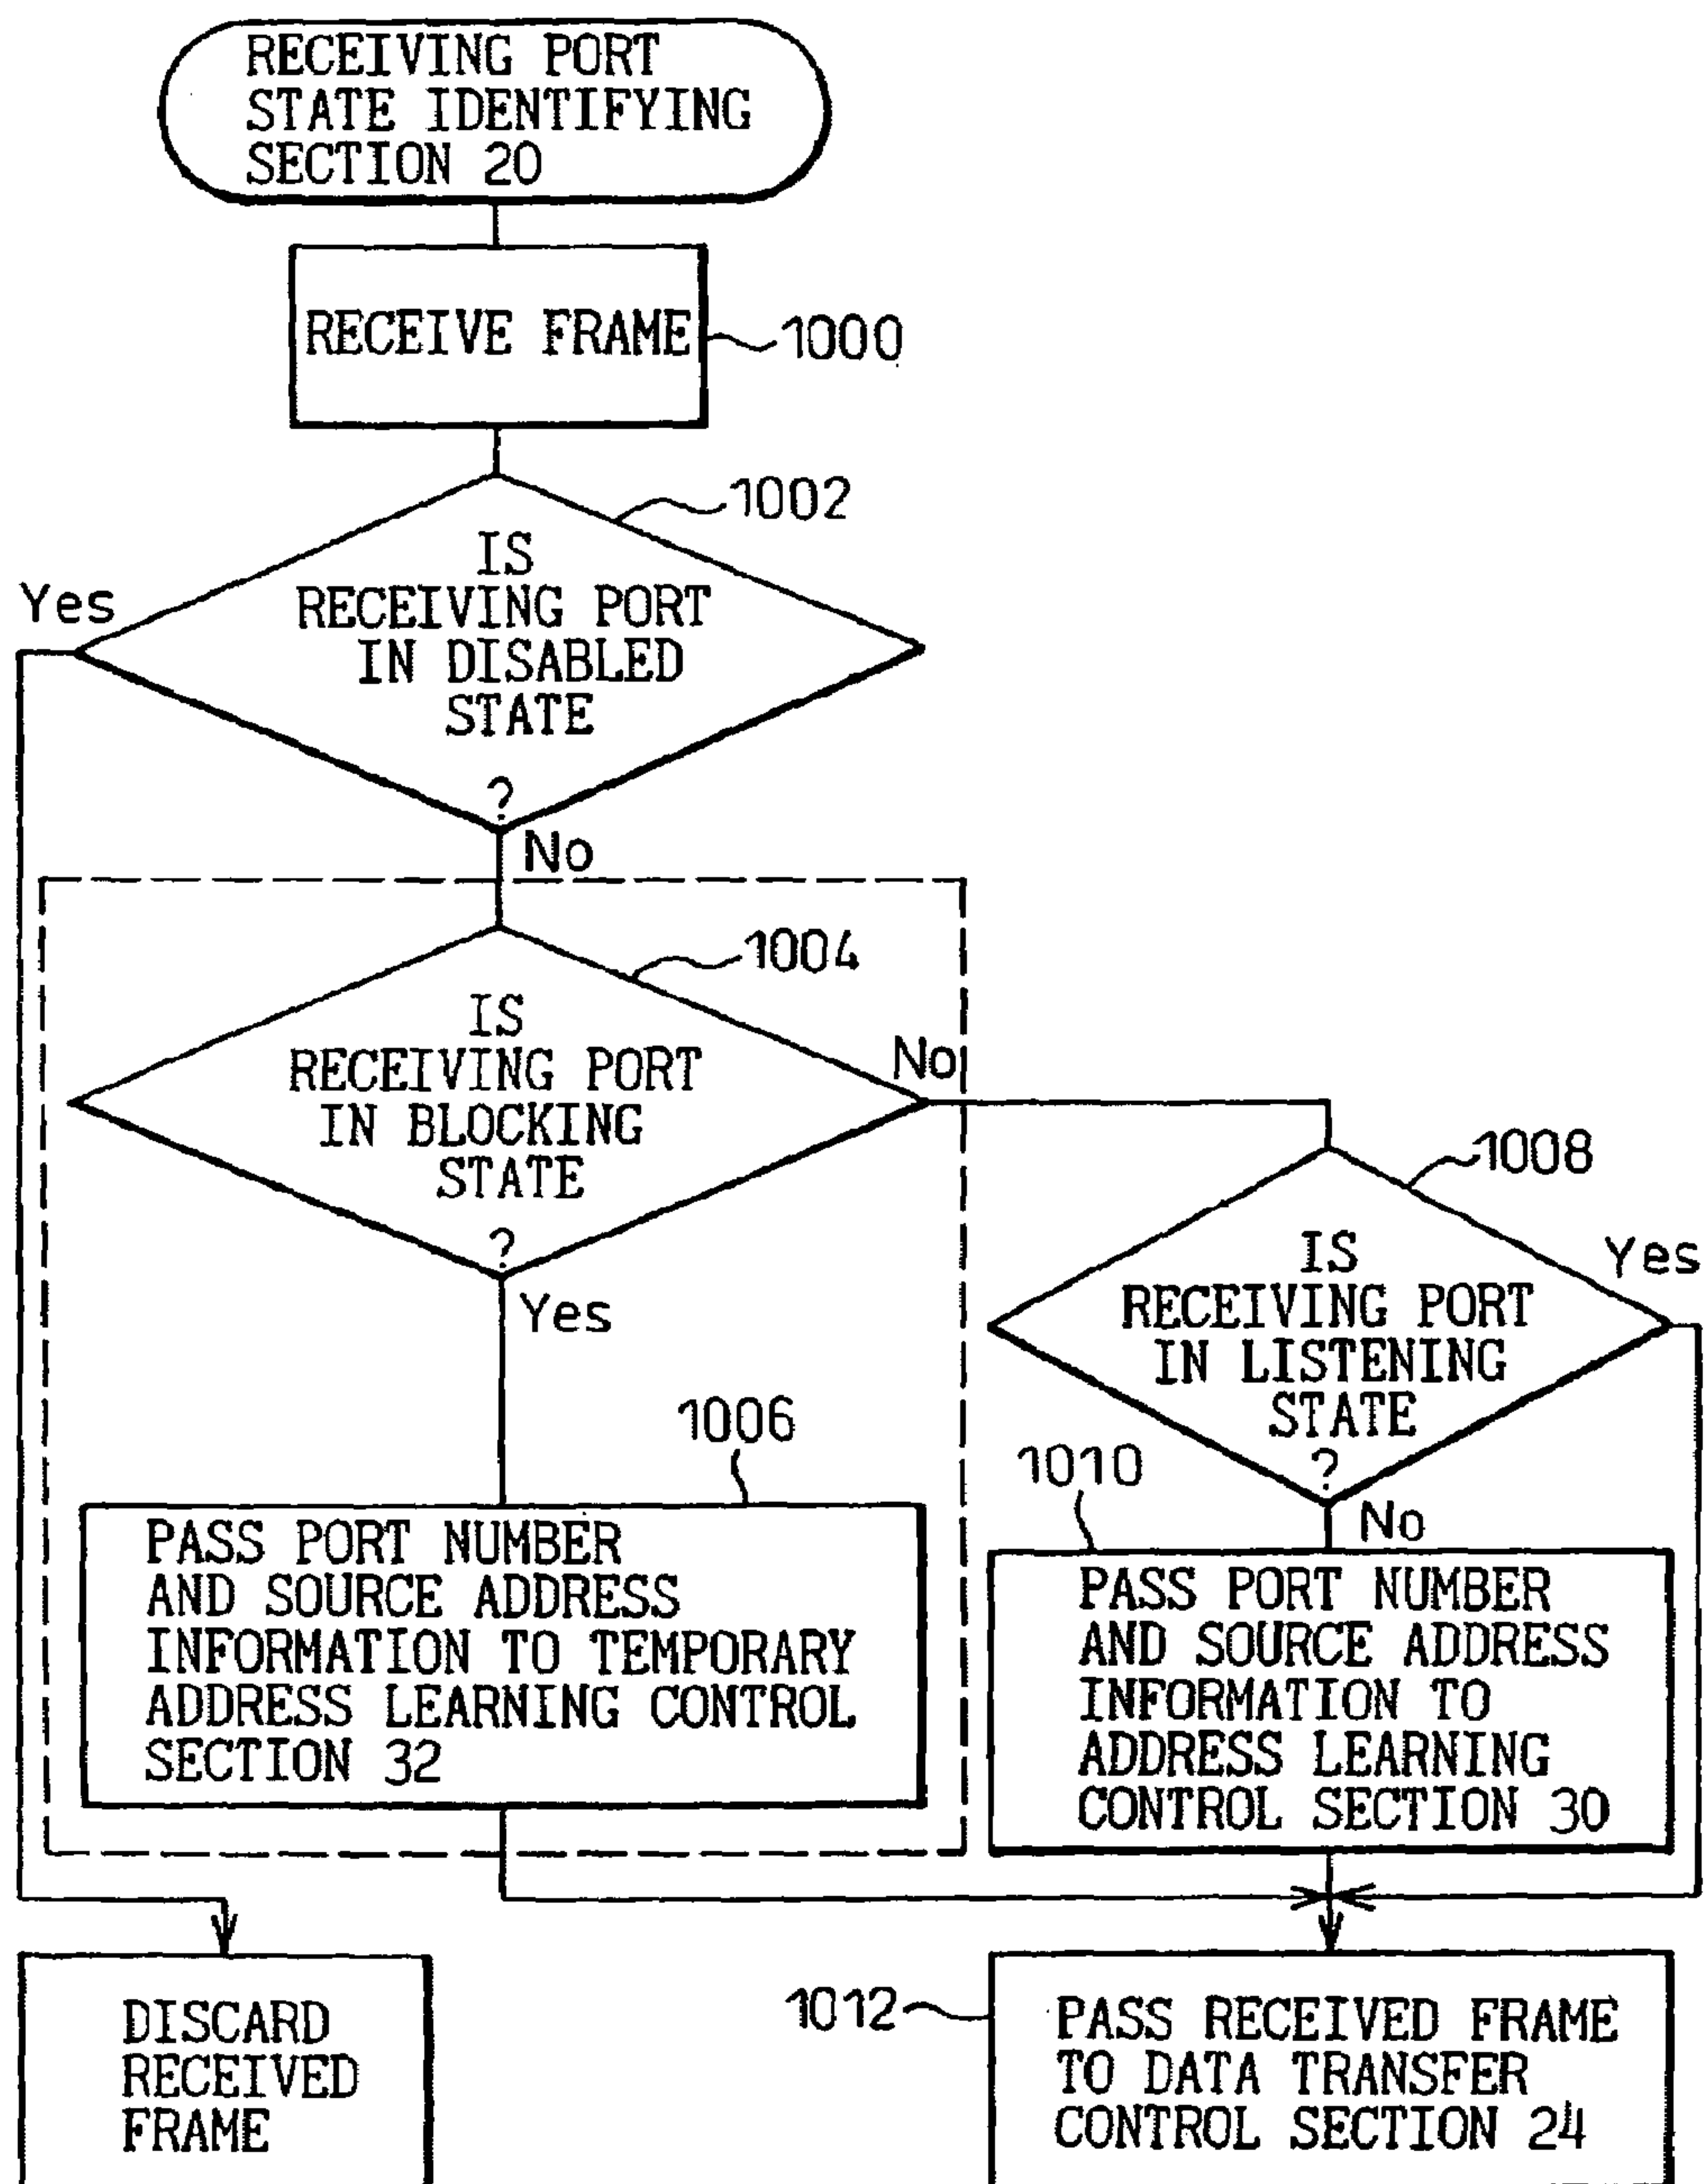 RECEIVING PORT
STATE IDENTIFYING
SECTION 20
RECEIVE FRAME
1000
1002
IS
RECEIVING PORT
IN DISABLED
STATE
?
Yes
No
1004
IS
RECEIVING PORT
IN BLOCKING
STATE
?
No
Yes
1008
IS
RECEIVING PORT
IN LISTENING
STATE
?
Yes
No
1006
PASS PORT NUMBER
AND SOURCE ADDRESS
INFORMATION TO TEMPORARY
ADDRESS LEARNING CONTROL
SECTION 32
1010
PASS PORT NUMBER
AND SOURCE ADDRESS
INFORMATION TO
ADDRESS LEARNING
CONTROL SECTION 30
DISCARD
RECEIVED
FRAME
1012
PASS RECEIVED FRAME
TO DATA TRANSFER
CONTROL SECTION 24